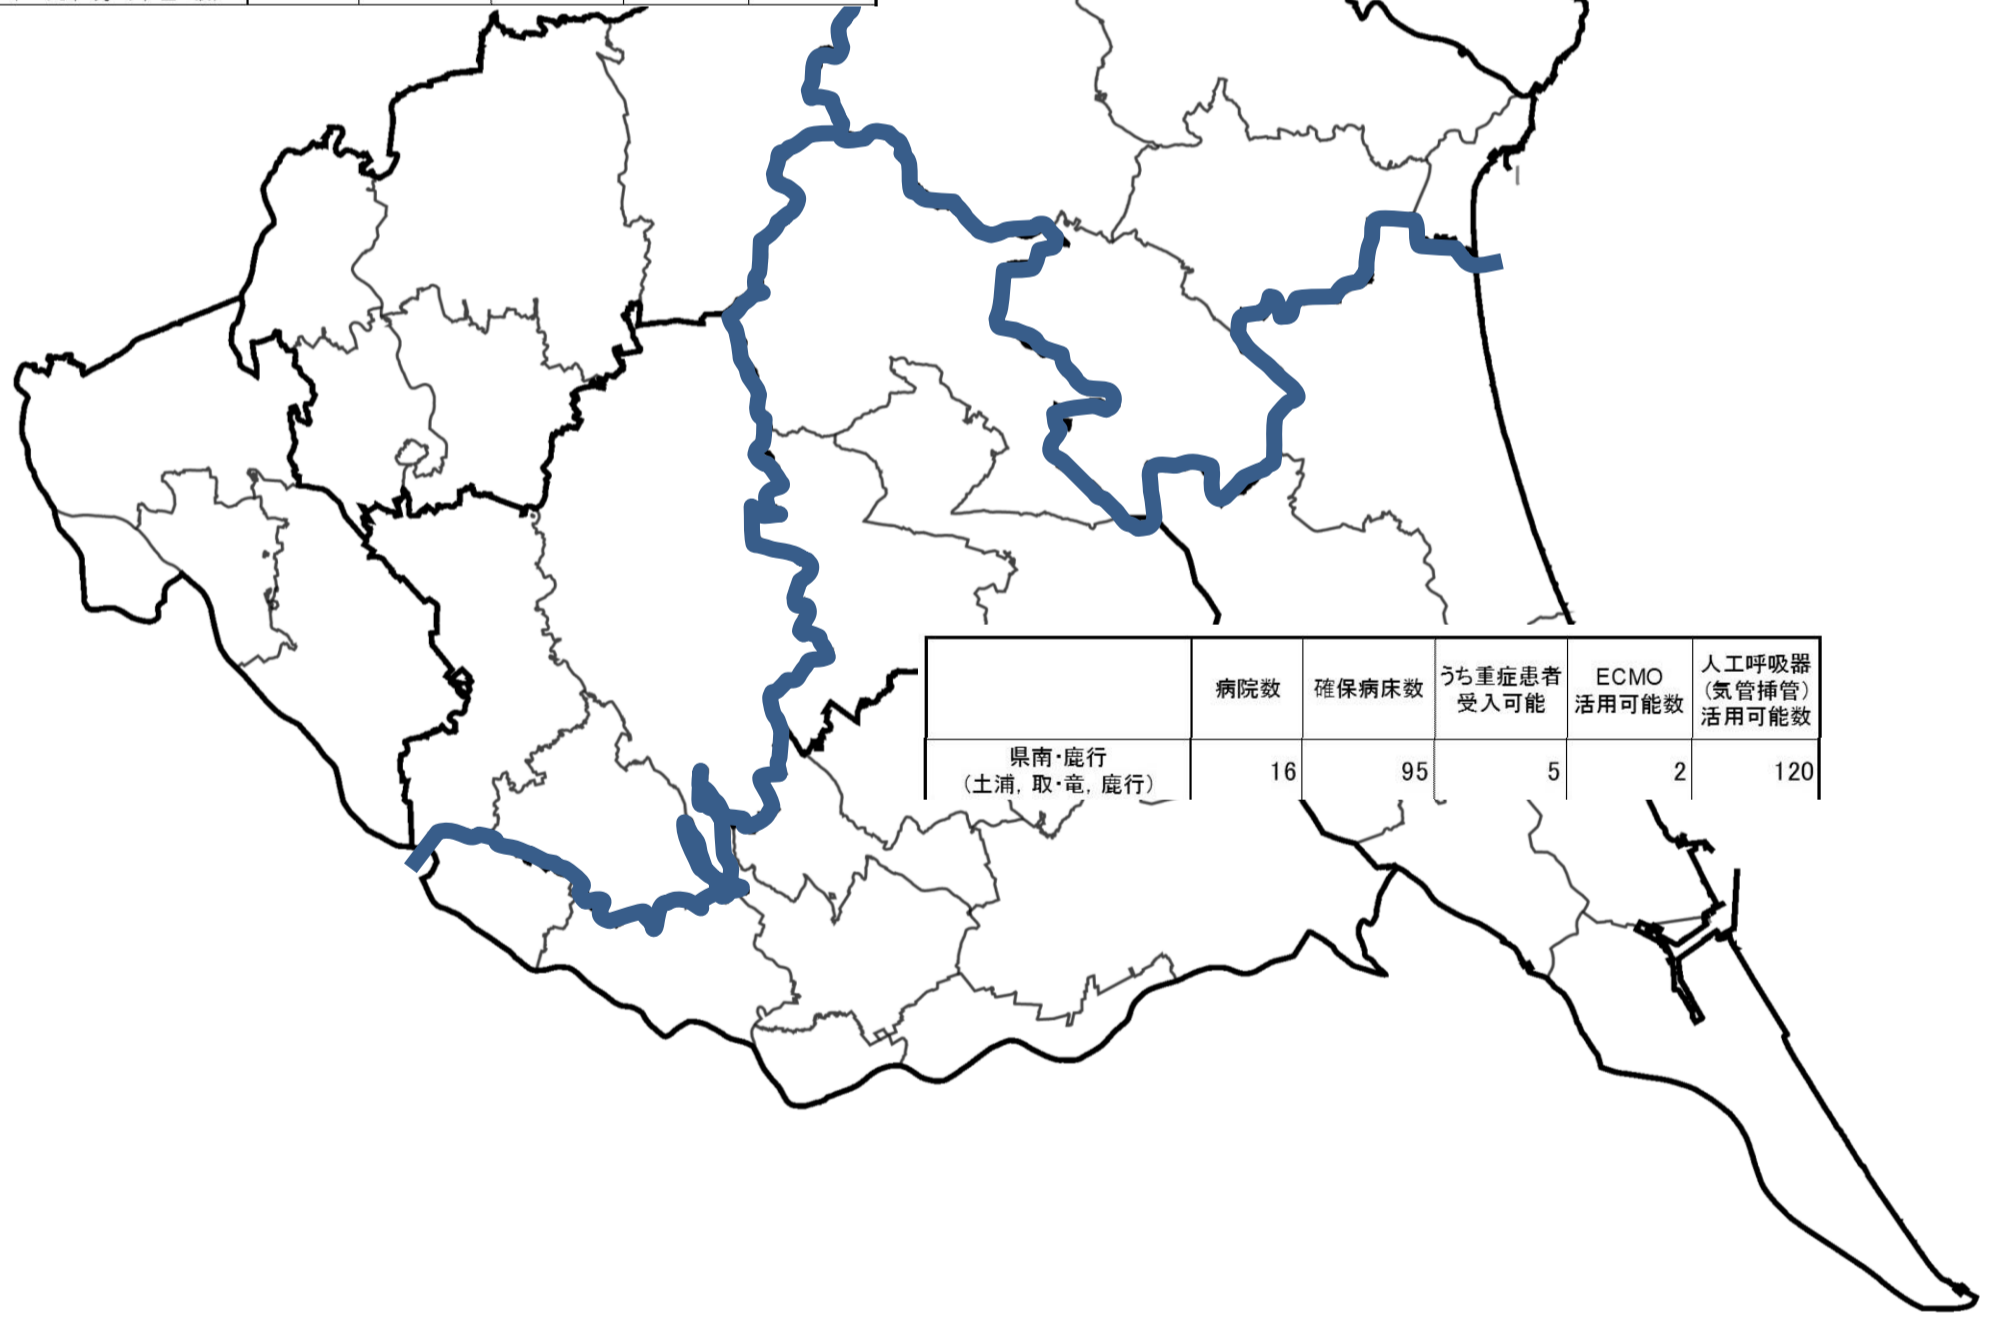 病院数
確保病床数
うち重症患者
受入可能
ECMO
活用可能数
人工呼吸器
（気管挿管）
活用可能数
県南・鹿行
（土浦，取・竜，鹿行）
16
95
5
2
120